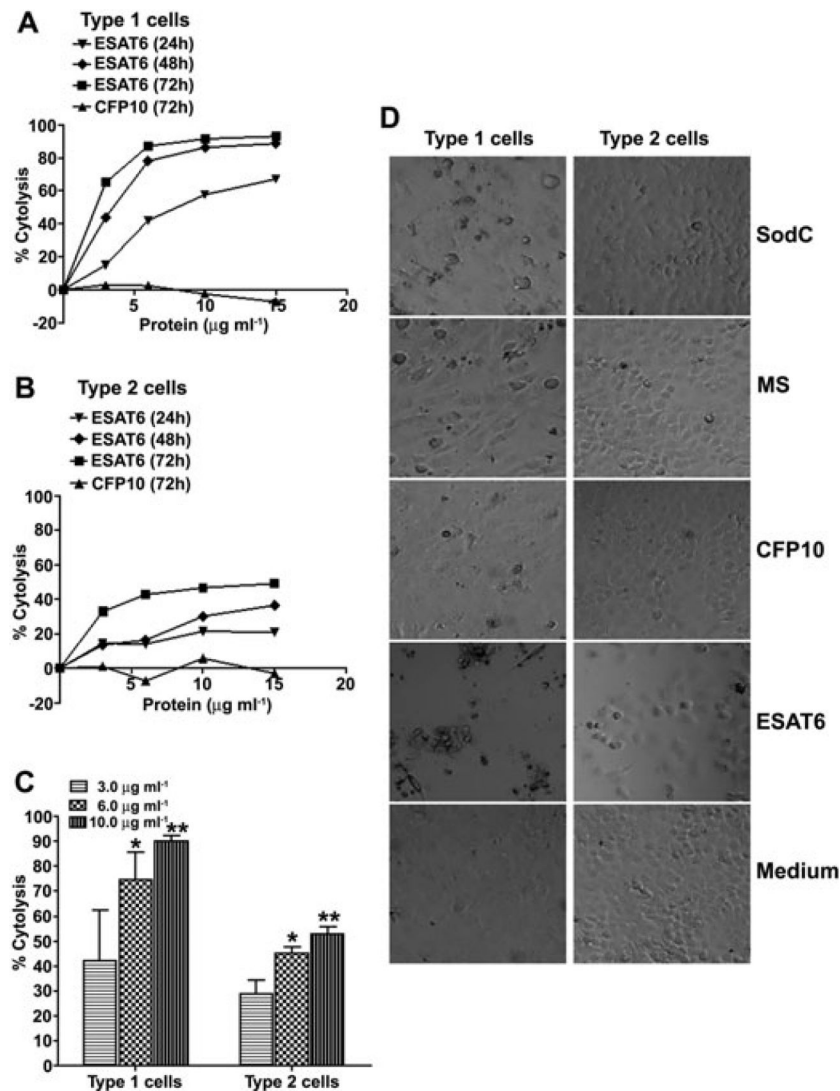 A
Type 1 cells
ESAT6 (24h)
ESAT6 (48h)
ESAT6 (72h)
CFP10 (72h)
100
80
60
40
20
0
-20
% Cytolysis
5
10
15
20
Protein (μg ml-1)
B
Type 2 cells
ESAT6 (24h)
ESAT6 (48h)
ESAT6 (72h)
CFP10 (72h)
100
80
60
40
20
0
-20
% Cytolysis
5
10
15
20
Protein (μg ml-1)
C
3.0 μg ml-1
6.0 μg ml-1
10.0 μg ml-1
100
90
80
70
60
50
40
30
20
10
0
% Cytolysis
*
**
*
**
Type 1 cells
Type 2 cells
D
Type 1 cells
Type 2 cells
SodC
MS
CFP10
ESAT6
Medium